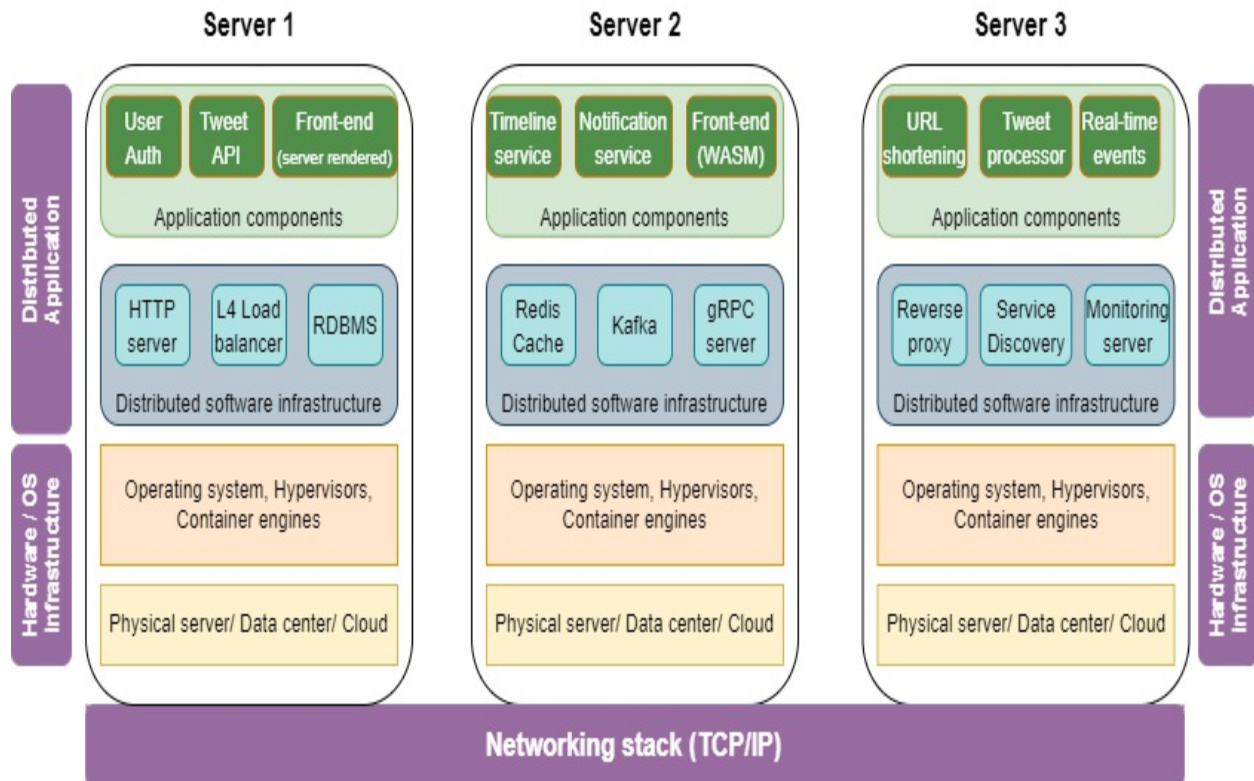 Server 1
Server 2
Server 3
Distributed
Application
Hardware / OS
Infrastructure
User
Auth
Tweet
API
Front-end
(server rendered)
Application components
HTTP
server
L4 Load
balancer
RDBMS
Distributed software infrastructure
Operating system, Hypervisors,
Container engines
Physical server/ Data center/ Cloud
Timeline
service
Notification
service
Front-end
(WASM)
Application components
Redis
Cache
Kafka
gRPC
server
Distributed software infrastructure
Operating system, Hypervisors,
Container engines
Physical server/ Data center/ Cloud
URL
shortening
Tweet
processor
Real-time
events
Application components
Reverse
proxy
Service
Discovery
Monitoring
server
Distributed software infrastructure
Operating system, Hypervisors,
Container engines
Physical server/ Data center/ Cloud
Distributed
Application
Hardware / OS
Infrastructure
Networking stack (TCP/IP)